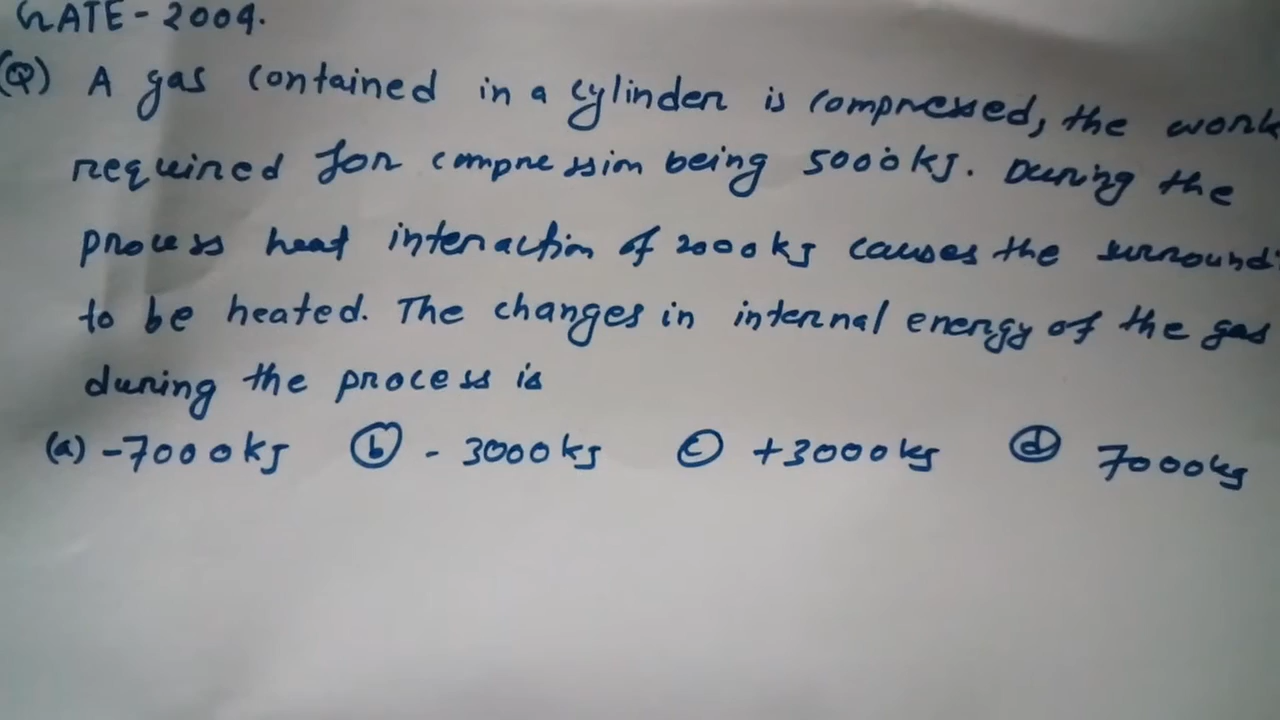 GATE - 2009.
(Q) A gas contained in a cylinder is compressed, the work
required for compression being 5000kJ. During the
process heat interaction of 2000kJ causes the surround
to be heated. The changes in internal energy of the gas
during the process is
(a) -7000kJ (b) - 3000kJ (c) +3000kJ (d) 7000kJ